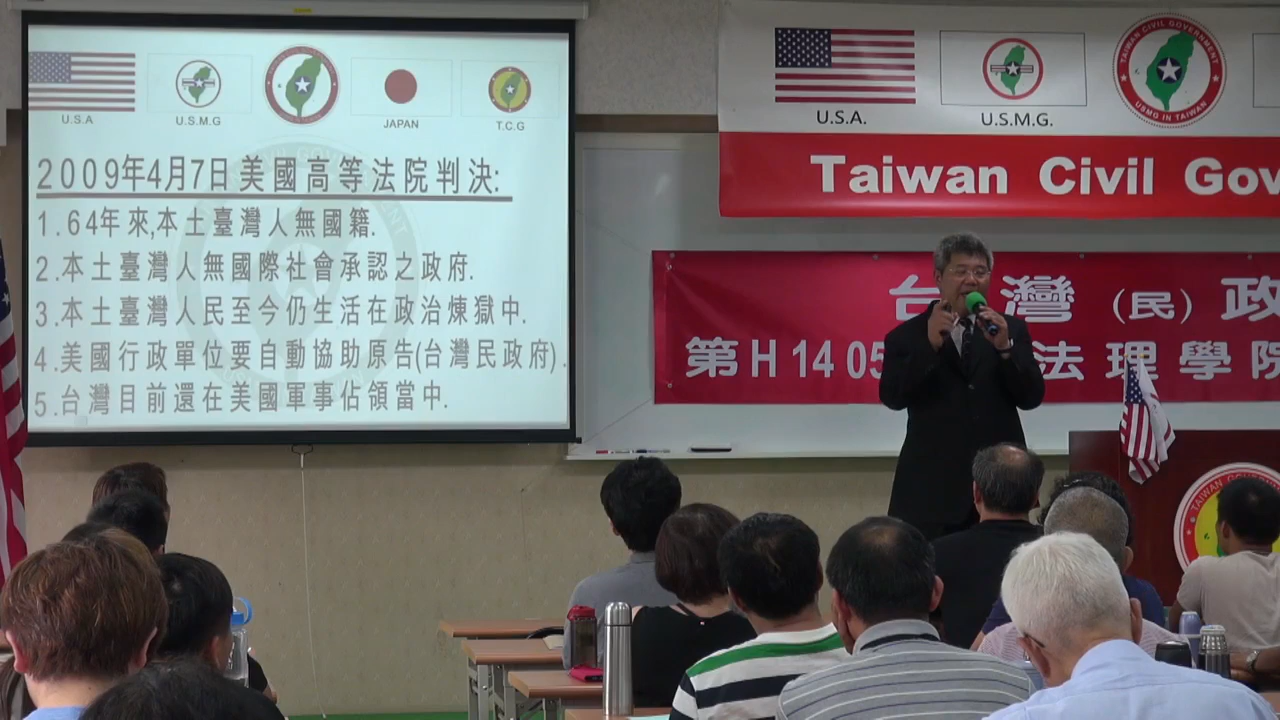 U.S.A
U.S.M.G
JAPAN
T.C.G
2009年4月7日美國高等法院判決:
1.64年來,本土臺灣人無國籍.
2.本土臺灣人無國際社會承認之政府.
3.本土臺灣人民至今仍生活在政治煉獄中.
4.美國行政單位要自動協助原告(台灣民政府).
5.台灣目前還在美國軍事佔領當中.
U.S.A.
U.S.M.G.
TAIWAN CIVIL GOVERNMENT
USMG IN TAIWAN
Taiwan Civil Gov
台灣(民)政
第H1405 法理學院